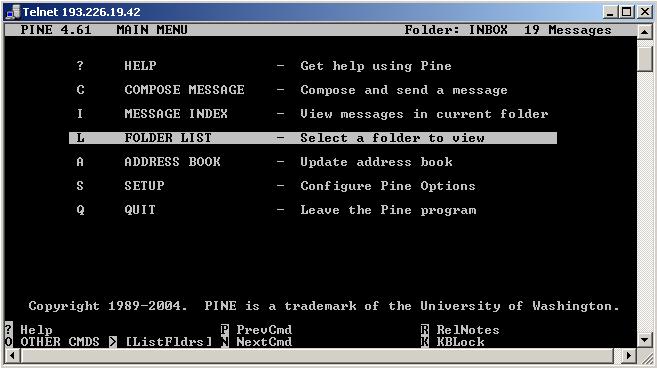 Telnet 193.226.19.42
PINE 4.61 MAIN MENU Folder: INBOX 19 Messages
? HELP - Get help using Pine
C COMPOSE MESSAGE - Compose and send a message
I MESSAGE INDEX - View messages in current folder
L FOLDER LIST - Select a folder to view
A ADDRESS BOOK - Update address book
S SETUP - Configure Pine Options
Q QUIT - Leave the Pine program
Copyright 1989-2004. PINE is a trademark of the University of Washington.
? Help P PrevCmd R RelNotes
O OTHER CMDS > [ListFldrs] N NextCmd K KBLock